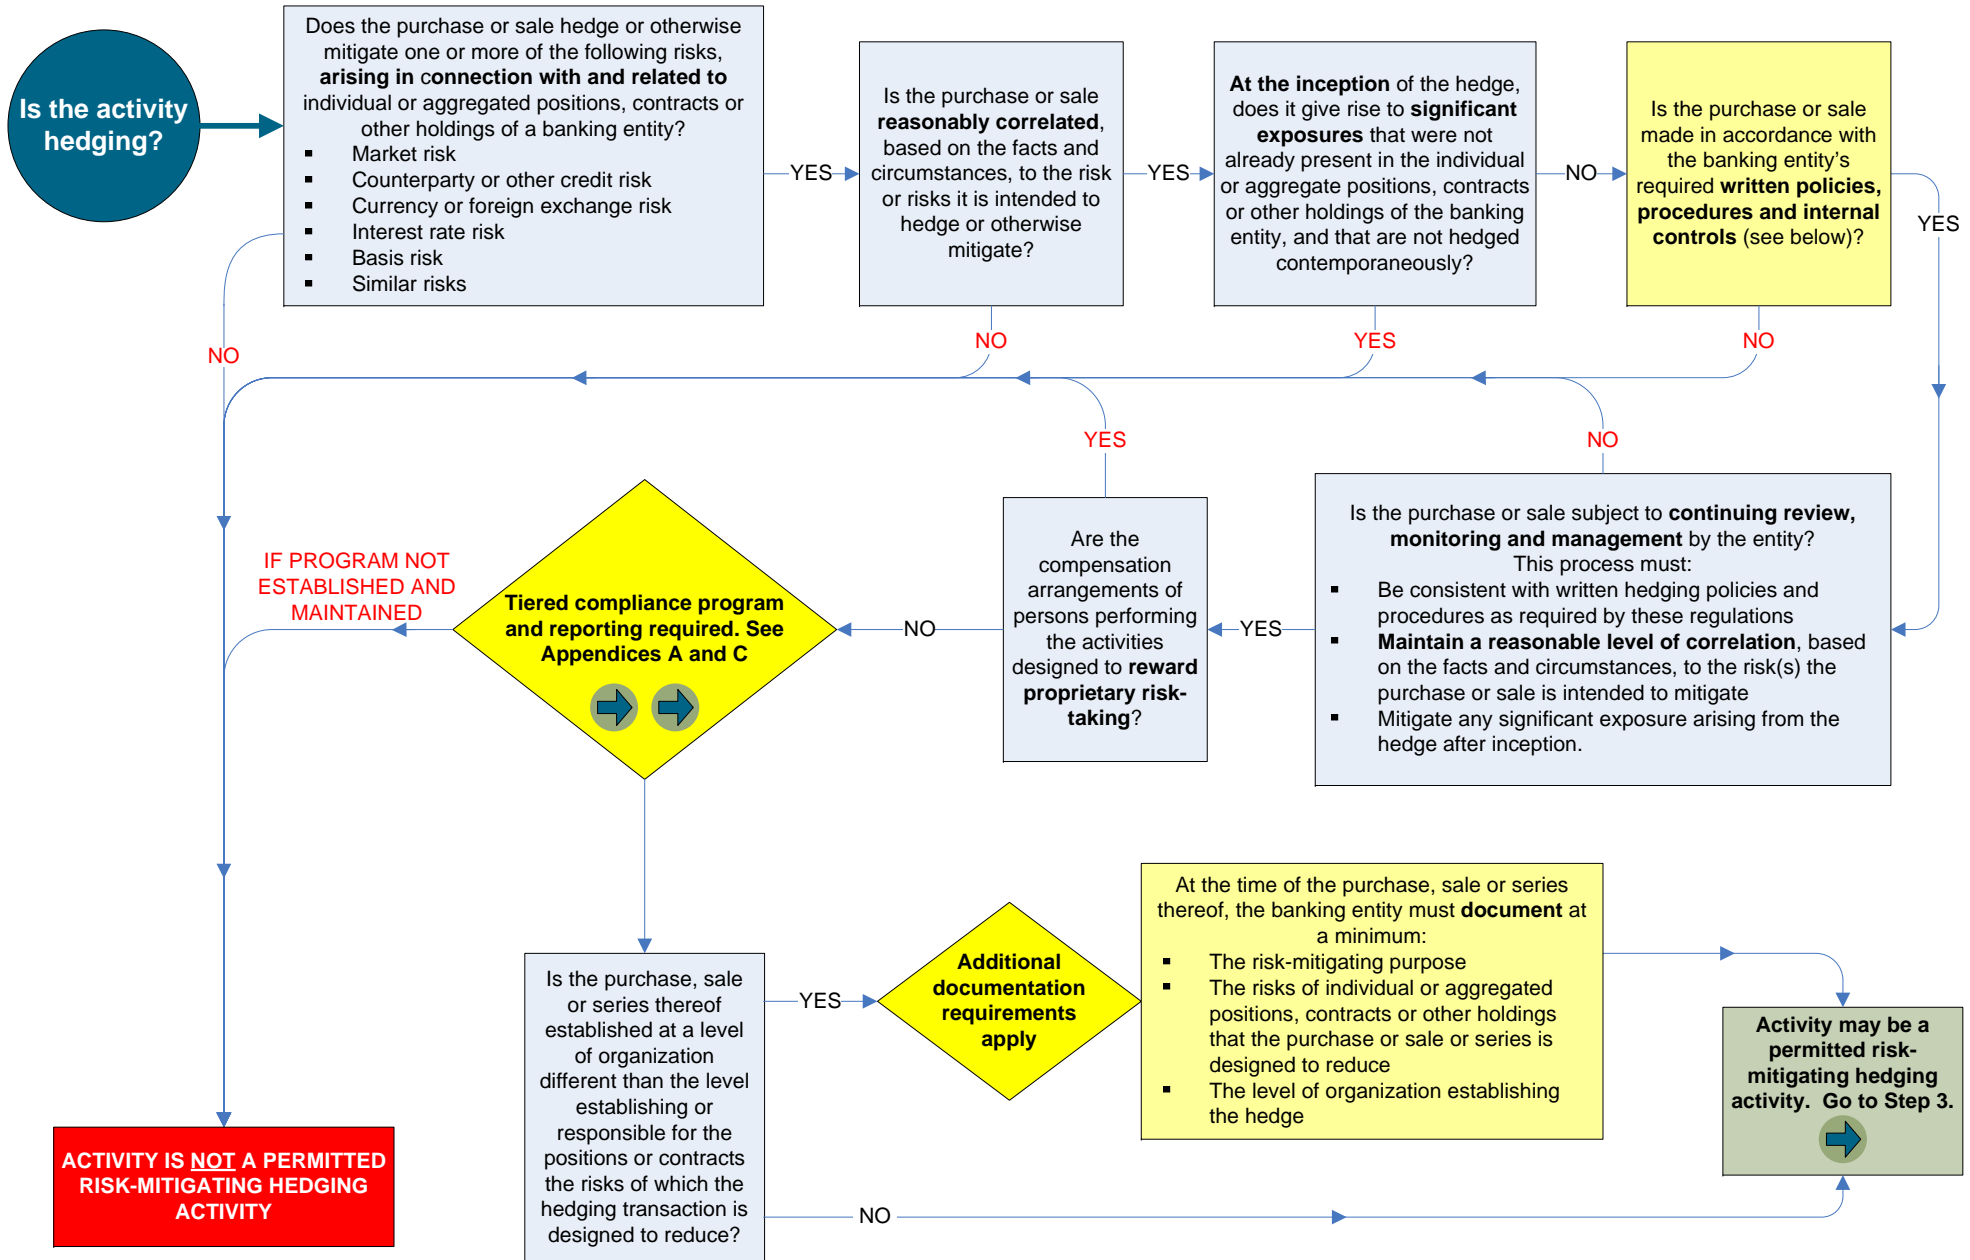 Is the activity
hedging?
Does the purchase or sale hedge or otherwise
mitigate one or more of the following risks,
arising in connection with and related to
individual or aggregated positions, contracts or
other holdings of a banking entity?
▪ Market risk
▪ Counterparty or other credit risk
▪ Currency or foreign exchange risk
▪ Interest rate risk
▪ Basis risk
▪ Similar risks
YES
Is the purchase or sale
reasonably correlated,
based on the facts and
circumstances, to the risk
or risks it is intended to
hedge or otherwise
mitigate?
YES
At the inception of the hedge,
does it give rise to significant
exposures that were not
already present in the individual
or aggregate positions, contracts
or other holdings of the banking
entity, and that are not hedged
contemporaneously?
NO
Is the purchase or sale
made in accordance with
the banking entity's
required written policies,
procedures and internal
controls (see below)?
YES
NO
NO
YES
NO
YES
NO
IF PROGRAM NOT
ESTABLISHED AND
MAINTAINED
Tiered compliance program
and reporting required. See
Appendices A and C
NO
Are the
compensation
arrangements of
persons performing
the activities
designed to reward
proprietary risk-
taking?
YES
Is the purchase or sale subject to continuing review,
monitoring and management by the entity?
This process must:
▪ Be consistent with written hedging policies and
procedures as required by these regulations
▪ Maintain a reasonable level of correlation, based
on the facts and circumstances, to the risk(s) the
purchase or sale is intended to mitigate
▪ Mitigate any significant exposure arising from the
hedge after inception.
Is the purchase, sale
or series thereof
established at a level
of organization
different than the level
establishing or
responsible for the
positions or contracts
the risks of which the
hedging transaction is
designed to reduce?
YES
Additional
documentation
requirements
apply
At the time of the purchase, sale or series
thereof, the banking entity must document at
a minimum:
▪ The risk-mitigating purpose
▪ The risks of individual or aggregated
positions, contracts or other holdings
that the purchase or sale or series is
designed to reduce
▪ The level of organization establishing
the hedge
Activity may be a
permitted risk-
mitigating hedging
activity. Go to Step 3.
NO
ACTIVITY IS NOT A PERMITTED
RISK-MITIGATING HEDGING
ACTIVITY